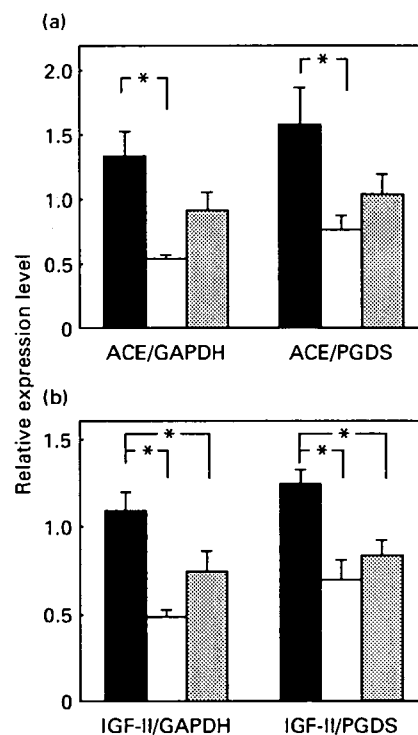 (a)
2.0
1.5
1.0
0.5
0
* *
ACE/GAPDH ACE/PGDS
Relative expression level
(b)
1.5
1.0
0.5
0
* *
* *
IGF-II/GAPDH IGF-II/PGDS